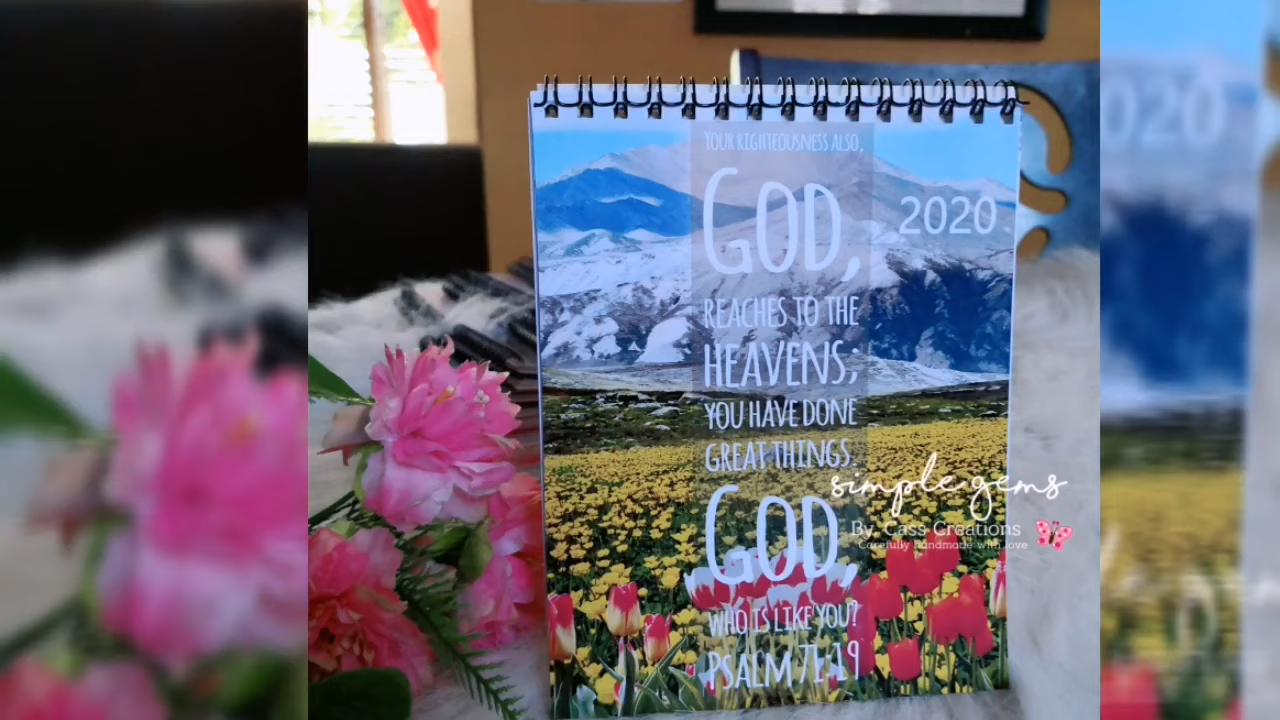 YOUR RIGHTEOUSNESS ALSO,
GOD,
2020
REACHES TO THE
HEAVENS,
YOU HAVE DONE
GREAT THINGS.
GOD,
WHO IS LIKE YOU?
PSALM 71:19
simple gems
By Cass Creations
Carefully handmade with love
020